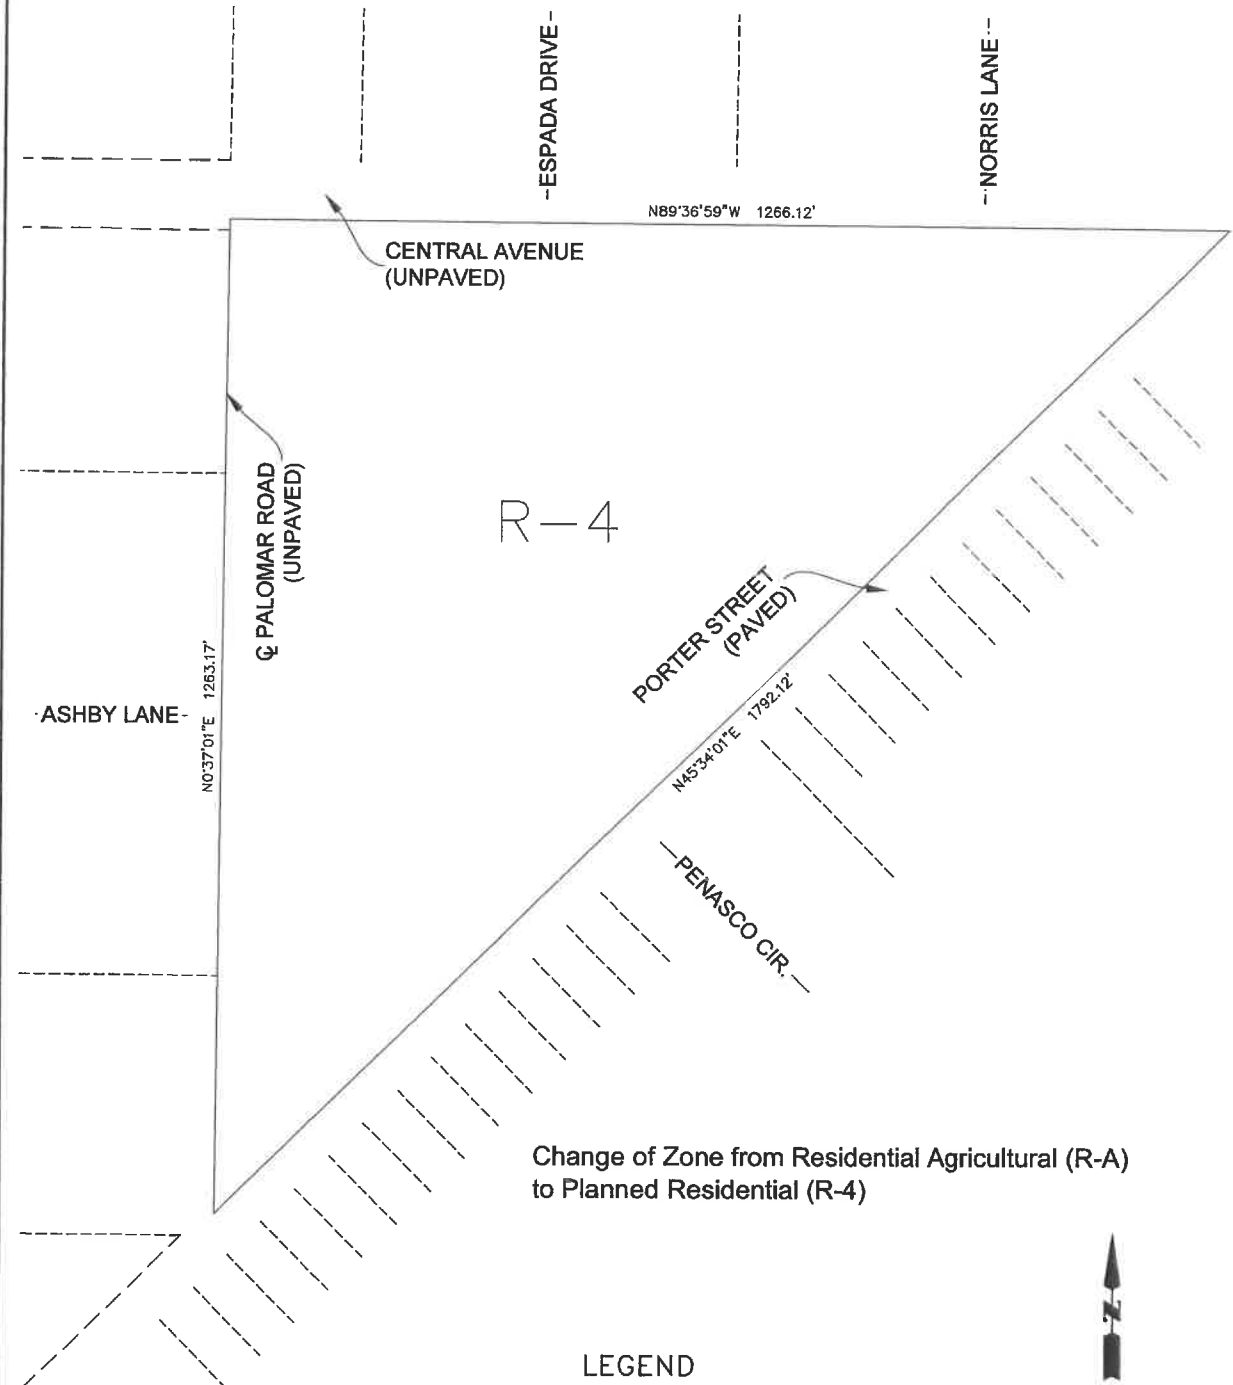 -ESPADA DRIVE-
-NORRIS LANE-
N89°36'59"W 1266.12'
CENTRAL AVENUE
(UNPAVED)
℄ PALOMAR ROAD
(UNPAVED)
R-4
PORTER STREET
(PAVED)
N0°37'01"E 1263.17'
-ASHBY LANE-
N45°34'01"E 1792.12'
PENASCO CIR.
Change of Zone from Residential Agricultural (R-A)
to Planned Residential (R-4)
N
LEGEND